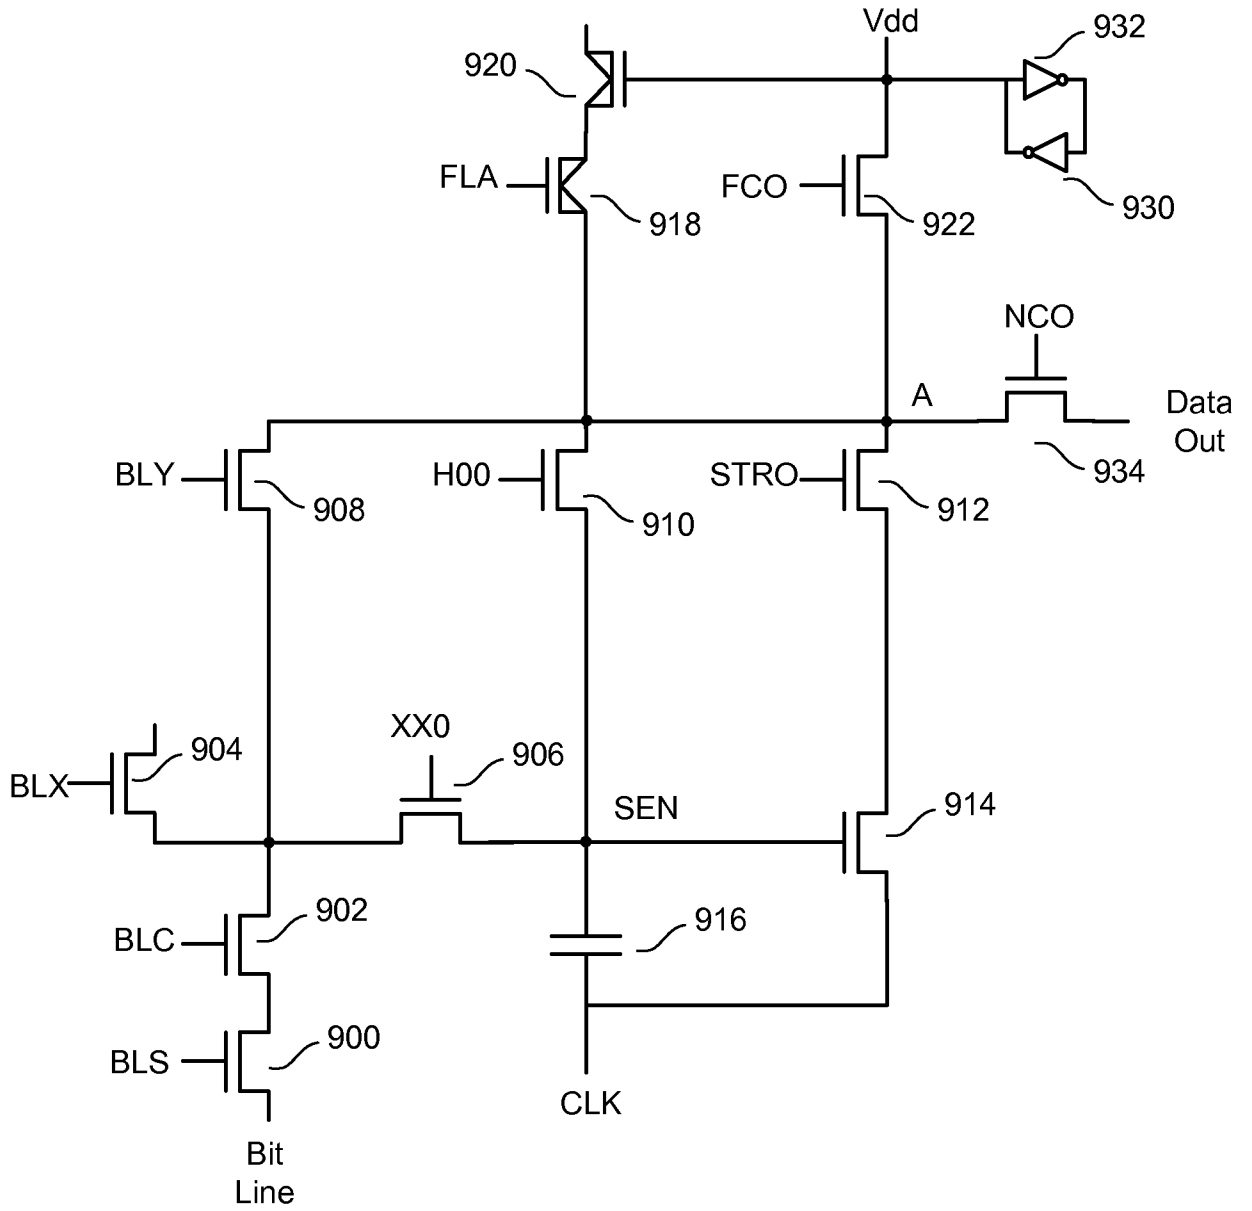 Vdd
932
920
FLA
918
FCO
922
930
NCO
A
Data
Out
BLY
908
H00
910
STRO
912
934
XX0
906
904
BLX
SEN
914
902
BLC
916
900
BLS
CLK
Bit
Line